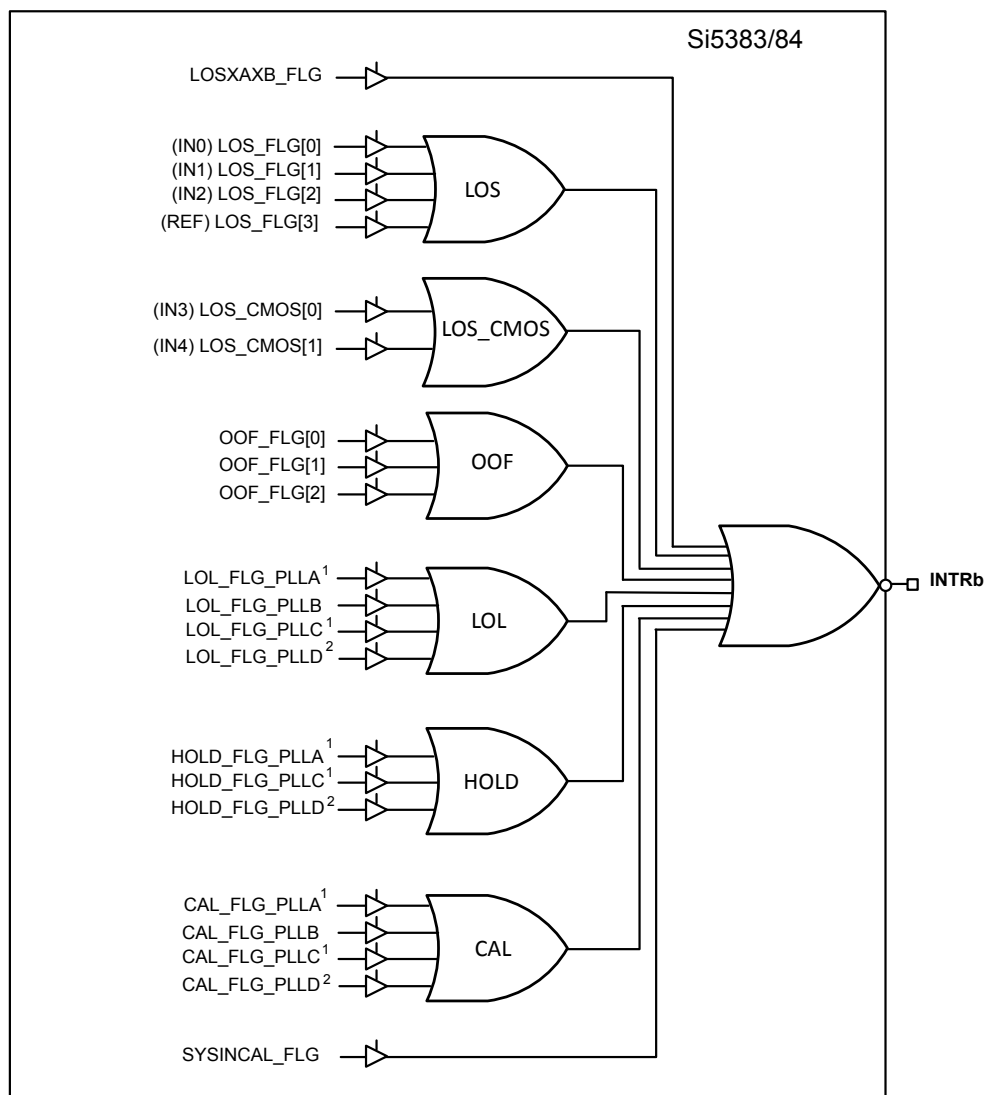 Si5383/84
LOSXAXB_FLG
(IN0) LOS_FLG[0]
(IN1) LOS_FLG[1]
(IN2) LOS_FLG[2]
(REF) LOS_FLG[3]
LOS
(IN3) LOS_CMOS[0]
(IN4) LOS_CMOS[1]
LOS_CMOS
OOF_FLG[0]
OOF_FLG[1]
OOF_FLG[2]
OOF
LOL_FLG_PLLA¹
LOL_FLG_PLLB
LOL_FLG_PLLC¹
LOL_FLG_PLLD²
LOL
INTRb
HOLD_FLG_PLLA¹
HOLD_FLG_PLLC¹
HOLD_FLG_PLLD²
HOLD
CAL_FLG_PLLA¹
CAL_FLG_PLLB
CAL_FLG_PLLC¹
CAL_FLG_PLLD²
CAL
SYSINCAL_FLG